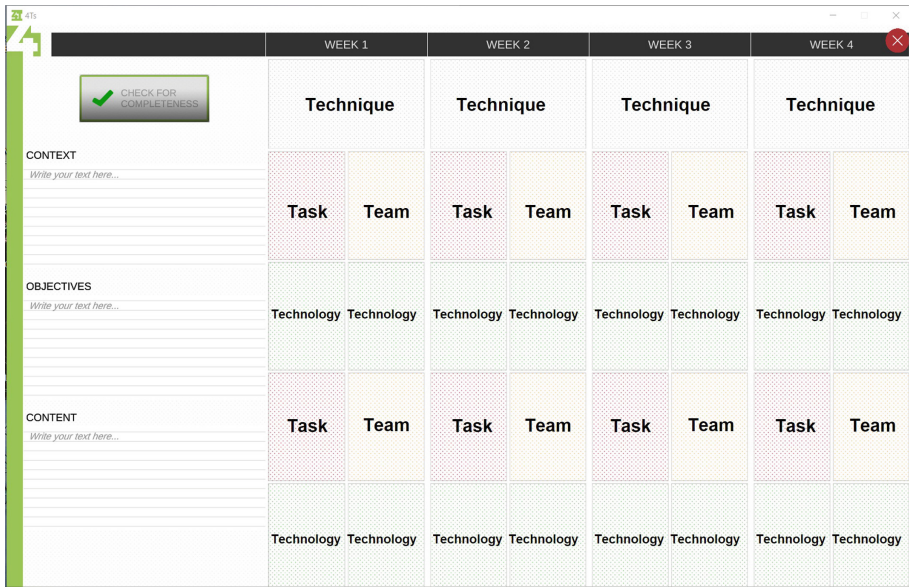 4Ts
WEEK 1 WEEK 2 WEEK 3 WEEK 4
CHECK FOR
COMPLETENESS
Technique Technique Technique Technique
CONTEXT
Write your text here...
Task Team Task Team Task Team Task Team
OBJECTIVES
Write your text here...
Technology Technology Technology Technology Technology Technology Technology Technology
CONTENT
Write your text here...
Task Team Task Team Task Team Task Team
Technology Technology Technology Technology Technology Technology Technology Technology